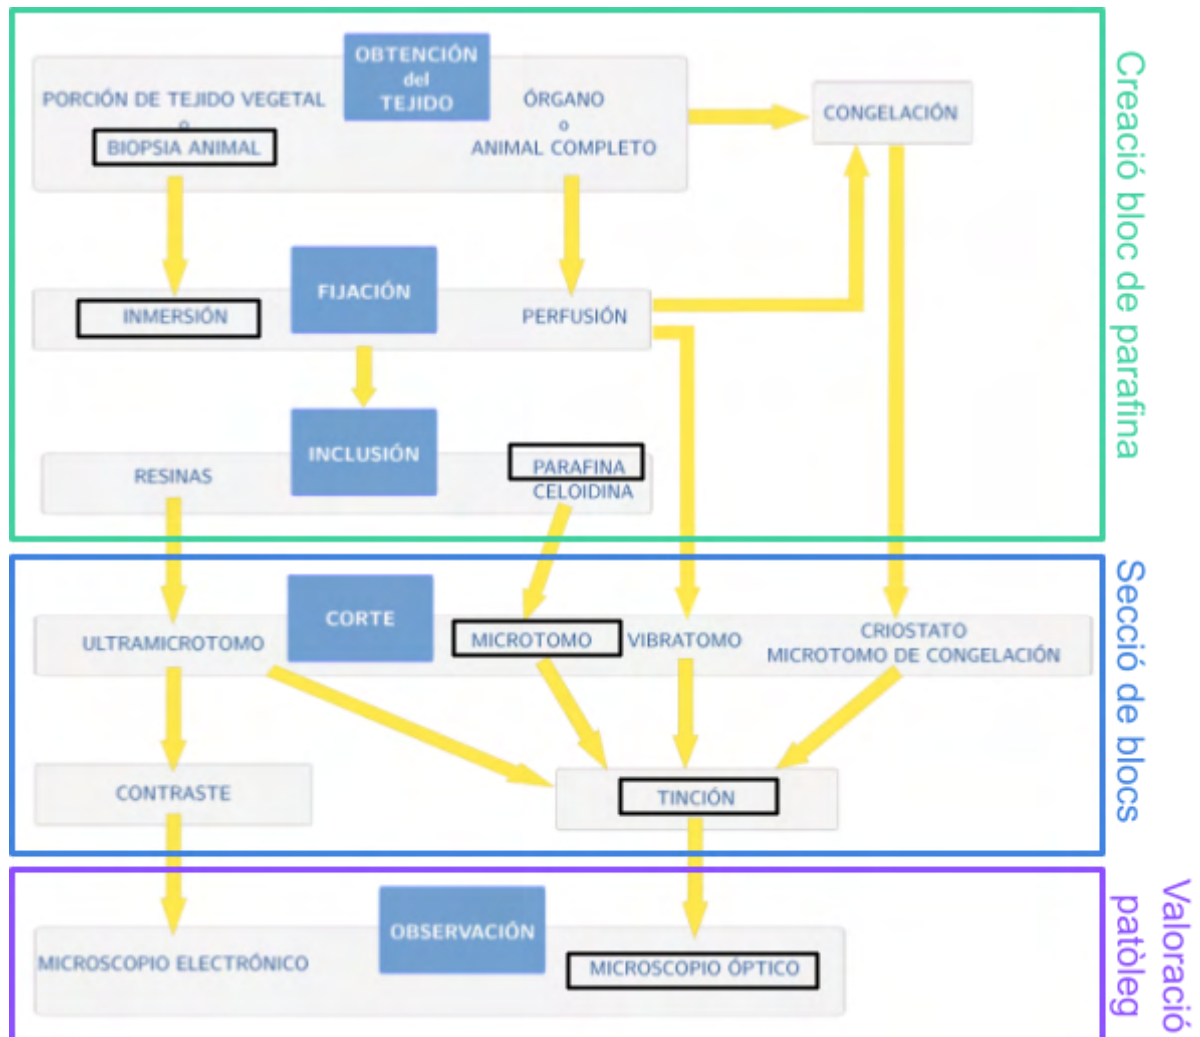 OBTENCIÓN
del
TEJIDO
PORCIÓN DE TEJIDO VEGETAL
o
BIOPSIA ANIMAL
ÓRGANO
o
ANIMAL COMPLETO
CONGELACIÓN
FIJACIÓN
INMERSIÓN
PERFUSIÓN
INCLUSIÓN
RESINAS
PARAFINA
CELOIDINA
Creació bloc de parafina
CORTE
ULTRAMICROTOMO
MICROTOMO
VIBRATOMO
CRIOSTATO
MICROTOMO DE CONGELACIÓN
CONTRASTE
TINCIÓN
Secció de blocs
OBSERVACIÓN
MICROSCOPIO ELECTRÓNICO
MICROSCOPIO ÓPTICO
Valoració
patòleg